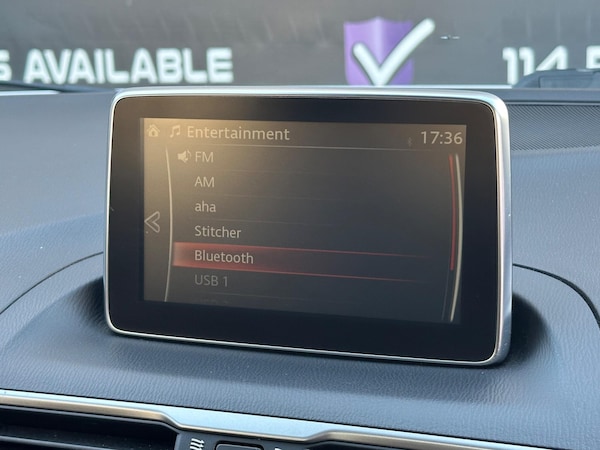 S AVAILABLE
114
Entertainment
17:36
FM
AM
aha
Stitcher
Bluetooth
USB 1